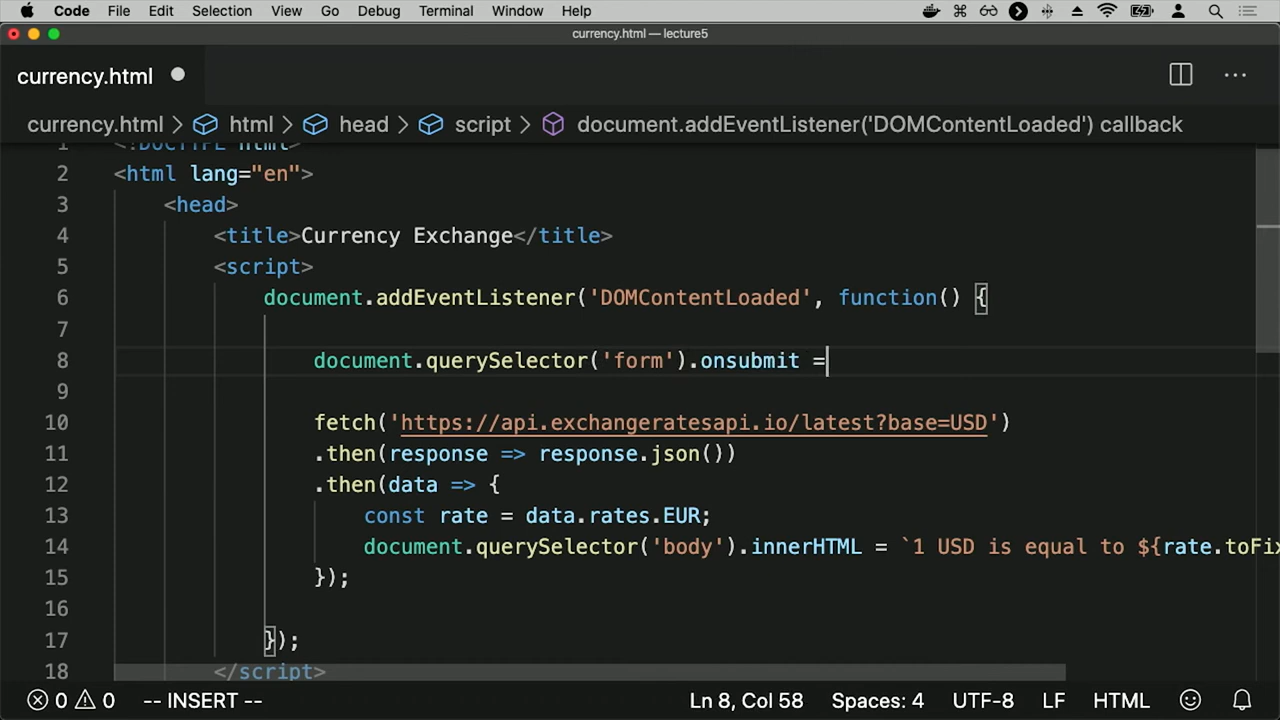 Code File Edit Selection View Go Debug Terminal Window Help
currency.html — lecture5
currency.html
currency.html > html > head > script > document.addEventListener('DOMContentLoaded') callback
1 <!DOCTYPE html>
2 <html lang="en">
3 <head>
4 <title>Currency Exchange</title>
5 <script>
6 document.addEventListener('DOMContentLoaded', function() {
7
8 document.querySelector('form').onsubmit =
9
10 fetch('https://api.exchangeratesapi.io/latest?base=USD')
11 .then(response => response.json())
12 .then(data => {
13 const rate = data.rates.EUR;
14 document.querySelector('body').innerHTML = `1 USD is equal to ${rate.toFix
15 });
16
17 });
18 </script>
0 0 -- INSERT -- Ln 8, Col 58 Spaces: 4 UTF-8 LF HTML